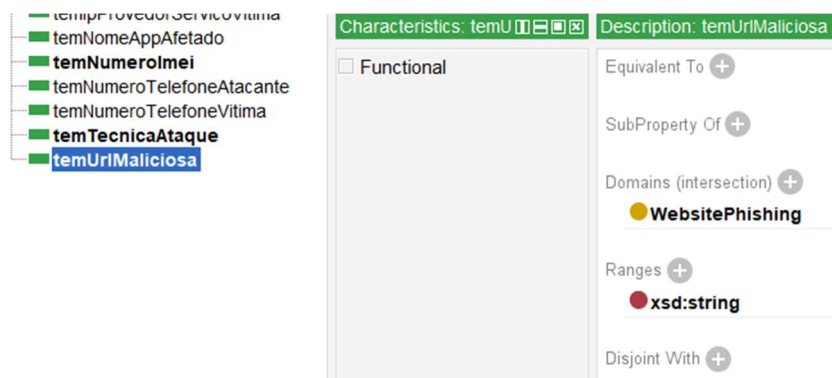 temNomeAppAfetado
temNumeroImei
temNumeroTelefoneAtacante
temNumeroTelefoneVitima
temTecnicaAtaque
temUrlMaliciosa
Characteristics: temU
Functional
Description: temUrlMaliciosa
Equivalent To
SubProperty Of
Domains (intersection)
WebsitePhishing
Ranges
xsd:string
Disjoint With